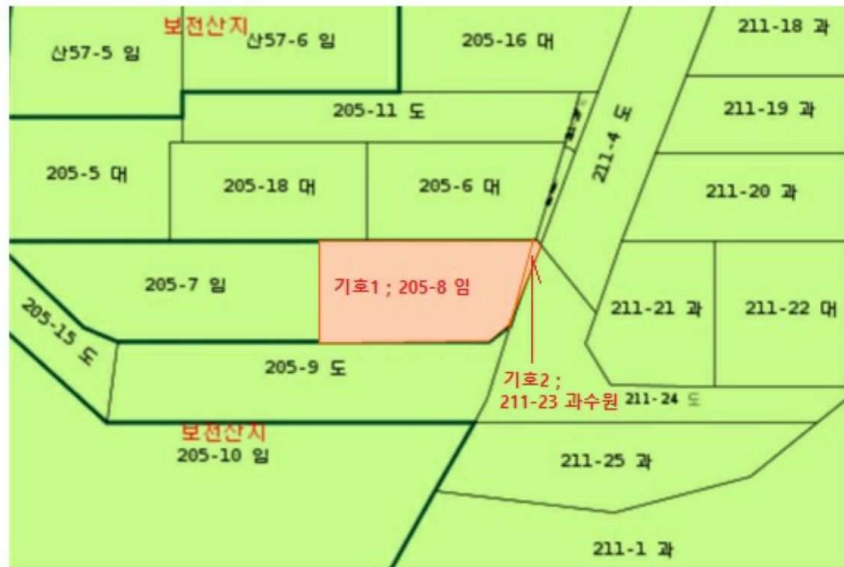 보전산지
산57-5 임
산57-6 임
205-16 대
211-18 과
205-11 도
211-19 과
211-4 도
205-5 대
205-18 대
205-6 대
211-20 과
205-7 임
기호1 ; 205-8 임
205-15 도
211-21 과
211-22 대
205-9 도
기호2 ;
211-23 과수원
211-24 도
보전산지
205-10 임
211-25 과
211-1 과